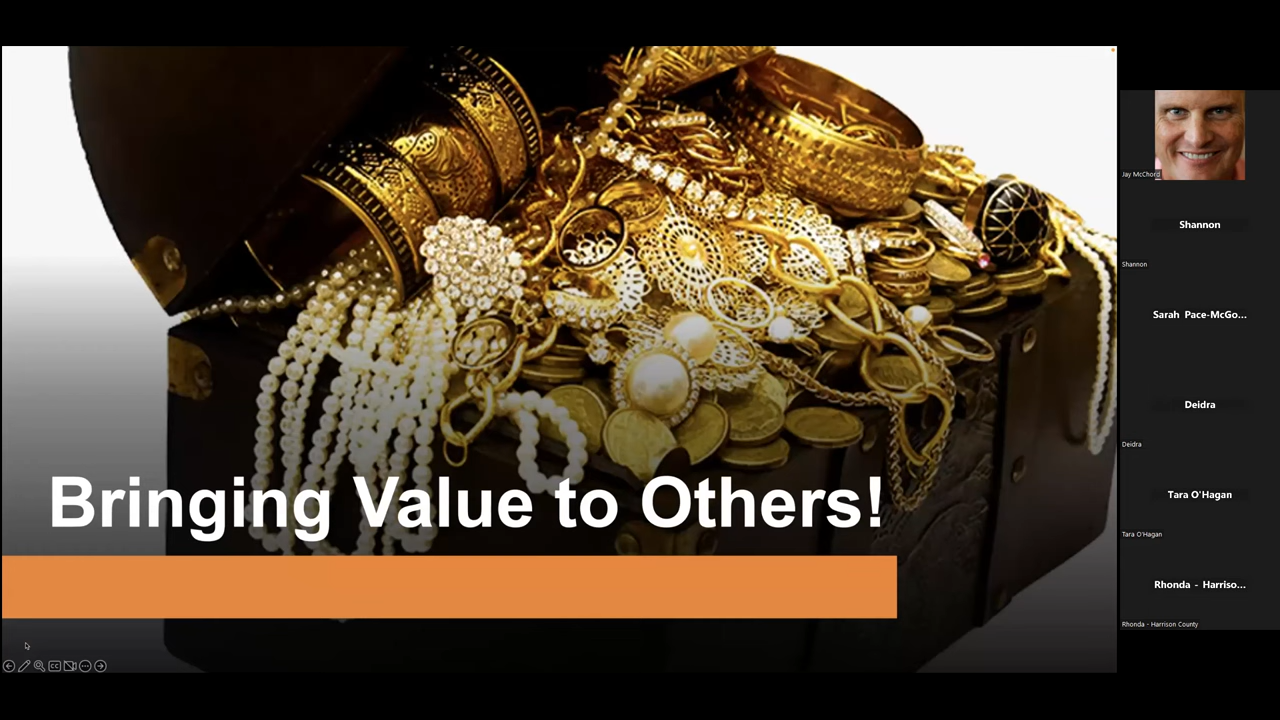 Bringing Value to Others!
CC
Jay McChord
Shannon
Shannon
Sarah Pace-McGo...
Deidra
Deidra
Tara O'Hagan
Tara O'Hagan
Rhonda - Harriso...
Rhonda - Harrison County